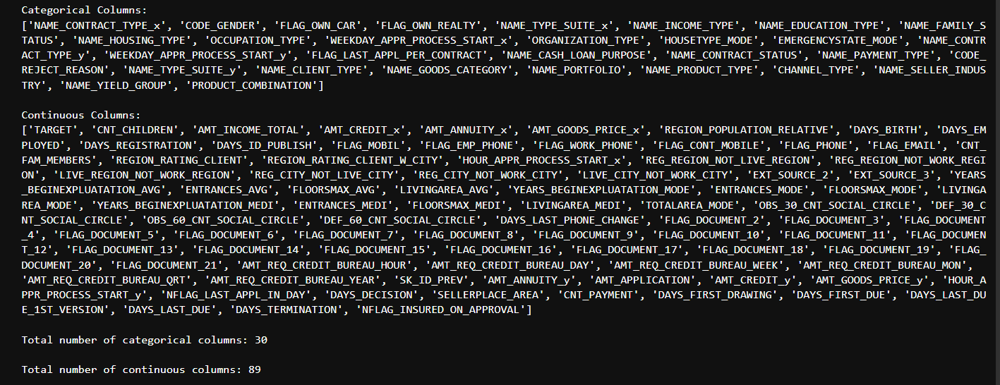 Categorical Columns:
['NAME_CONTRACT_TYPE_x', 'CODE_GENDER', 'FLAG_OWN_CAR', 'FLAG_OWN_REALTY', 'NAME_TYPE_SUITE_x', 'NAME_INCOME_TYPE', 'NAME_EDUCATION_TYPE', 'NAME_FAMILY_S
TATUS', 'NAME_HOUSING_TYPE', 'OCCUPATION_TYPE', 'WEEKDAY_APPR_PROCESS_START_x', 'ORGANIZATION_TYPE', 'HOUSETYPE_MODE', 'EMERGENCYSTATE_MODE', 'NAME_CONTR
ACT_TYPE_y', 'WEEKDAY_APPR_PROCESS_START_y', 'FLAG_LAST_APPL_PER_CONTRACT', 'NAME_CASH_LOAN_PURPOSE', 'NAME_CONTRACT_STATUS', 'NAME_PAYMENT_TYPE', 'CODE_
REJECT_REASON', 'NAME_TYPE_SUITE_y', 'NAME_CLIENT_TYPE', 'NAME_GOODS_CATEGORY', 'NAME_PORTFOLIO', 'NAME_PRODUCT_TYPE', 'CHANNEL_TYPE', 'NAME_SELLER_INDUS
TRY', 'NAME_YIELD_GROUP', 'PRODUCT_COMBINATION']
Continuous Columns:
['TARGET', 'CNT_CHILDREN', 'AMT_INCOME_TOTAL', 'AMT_CREDIT_x', 'AMT_ANNUITY_x', 'AMT_GOODS_PRICE_x', 'REGION_POPULATION_RELATIVE', 'DAYS_BIRTH', 'DAYS_EM
PLOYED', 'DAYS_REGISTRATION', 'DAYS_ID_PUBLISH', 'FLAG_MOBIL', 'FLAG_EMP_PHONE', 'FLAG_WORK_PHONE', 'FLAG_CONT_MOBILE', 'FLAG_PHONE', 'FLAG_EMAIL', 'CNT_
FAM_MEMBERS', 'REGION_RATING_CLIENT', 'REGION_RATING_CLIENT_W_CITY', 'HOUR_APPR_PROCESS_START_x', 'REG_REGION_NOT_LIVE_REGION', 'REG_REGION_NOT_WORK_REGI
ON', 'LIVE_REGION_NOT_WORK_REGION', 'REG_CITY_NOT_LIVE_CITY', 'REG_CITY_NOT_WORK_CITY', 'LIVE_CITY_NOT_WORK_CITY', 'EXT_SOURCE_2', 'EXT_SOURCE_3', 'YEARS
_BEGINEXPLUATATION_AVG', 'ENTRANCES_AVG', 'FLOORSMAX_AVG', 'LIVINGAREA_AVG', 'YEARS_BEGINEXPLUATATION_MODE', 'ENTRANCES_MODE', 'FLOORSMAX_MODE', 'LIVINGA
REA_MODE', 'YEARS_BEGINEXPLUATATION_MEDI', 'ENTRANCES_MEDI', 'FLOORSMAX_MEDI', 'LIVINGAREA_MEDI', 'TOTALAREA_MODE', 'OBS_30_CNT_SOCIAL_CIRCLE', 'DEF_30_C
NT_SOCIAL_CIRCLE', 'OBS_60_CNT_SOCIAL_CIRCLE', 'DEF_60_CNT_SOCIAL_CIRCLE', 'DAYS_LAST_PHONE_CHANGE', 'FLAG_DOCUMENT_2', 'FLAG_DOCUMENT_3', 'FLAG_DOCUMENT
_4', 'FLAG_DOCUMENT_5', 'FLAG_DOCUMENT_6', 'FLAG_DOCUMENT_7', 'FLAG_DOCUMENT_8', 'FLAG_DOCUMENT_9', 'FLAG_DOCUMENT_10', 'FLAG_DOCUMENT_11', 'FLAG_DOCUMEN
T_12', 'FLAG_DOCUMENT_13', 'FLAG_DOCUMENT_14', 'FLAG_DOCUMENT_15', 'FLAG_DOCUMENT_16', 'FLAG_DOCUMENT_17', 'FLAG_DOCUMENT_18', 'FLAG_DOCUMENT_19', 'FLAG_
DOCUMENT_20', 'FLAG_DOCUMENT_21', 'AMT_REQ_CREDIT_BUREAU_HOUR', 'AMT_REQ_CREDIT_BUREAU_DAY', 'AMT_REQ_CREDIT_BUREAU_WEEK', 'AMT_REQ_CREDIT_BUREAU_MON',
'AMT_REQ_CREDIT_BUREAU_QRT', 'AMT_REQ_CREDIT_BUREAU_YEAR', 'SK_ID_PREV', 'AMT_ANNUITY_y', 'AMT_APPLICATION', 'AMT_CREDIT_y', 'AMT_GOODS_PRICE_y', 'HOUR_A
PPR_PROCESS_START_y', 'NFLAG_LAST_APPL_IN_DAY', 'DAYS_DECISION', 'SELLERPLACE_AREA', 'CNT_PAYMENT', 'DAYS_FIRST_DRAWING', 'DAYS_FIRST_DUE', 'DAYS_LAST_DU
E_1ST_VERSION', 'DAYS_LAST_DUE', 'DAYS_TERMINATION', 'NFLAG_INSURED_ON_APPROVAL']
Total number of categorical columns: 30
Total number of continuous columns: 89